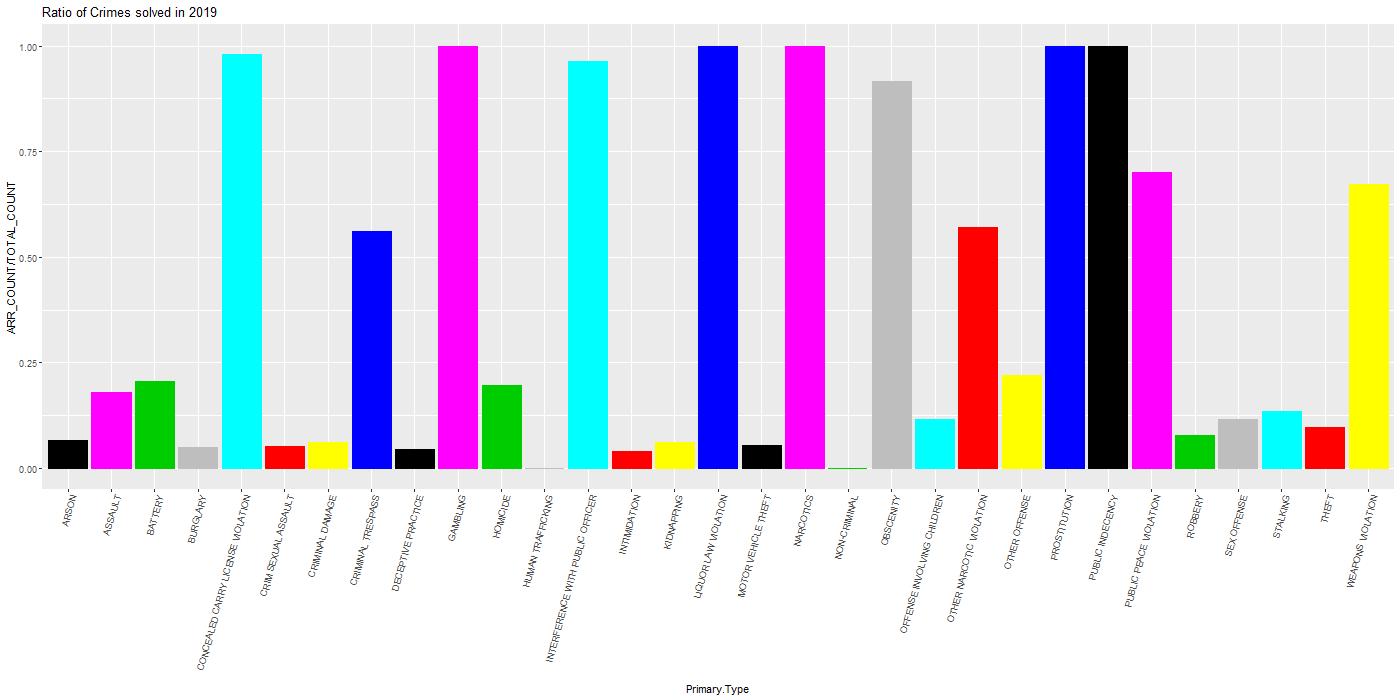 Ratio of Crimes solved in 2019
ARR_COUNT/TOTAL_COUNT
1.00
0.75
0.50
0.25
0.00
ARSON
ASSAULT
BATTERY
BURGLARY
CONCEALED CARRY LICENSE VIOLATION
CRIM SEXUAL ASSAULT
CRIMINAL DAMAGE
CRIMINAL TRESPASS
DECEPTIVE PRACTICE
GAMBLING
HOMICIDE
HUMAN TRAFFICKING
INTERFERENCE WITH PUBLIC OFFICER
INTIMIDATION
KIDNAPPING
LIQUOR LAW VIOLATION
MOTOR VEHICLE THEFT
NARCOTICS
NON-CRIMINAL
OBSCENITY
OFFENSE INVOLVING CHILDREN
OTHER NARCOTIC VIOLATION
OTHER OFFENSE
PROSTITUTION
PUBLIC INDECENCY
PUBLIC PEACE VIOLATION
ROBBERY
SEX OFFENSE
STALKING
THEFT
WEAPONS VIOLATION
Primary.Type